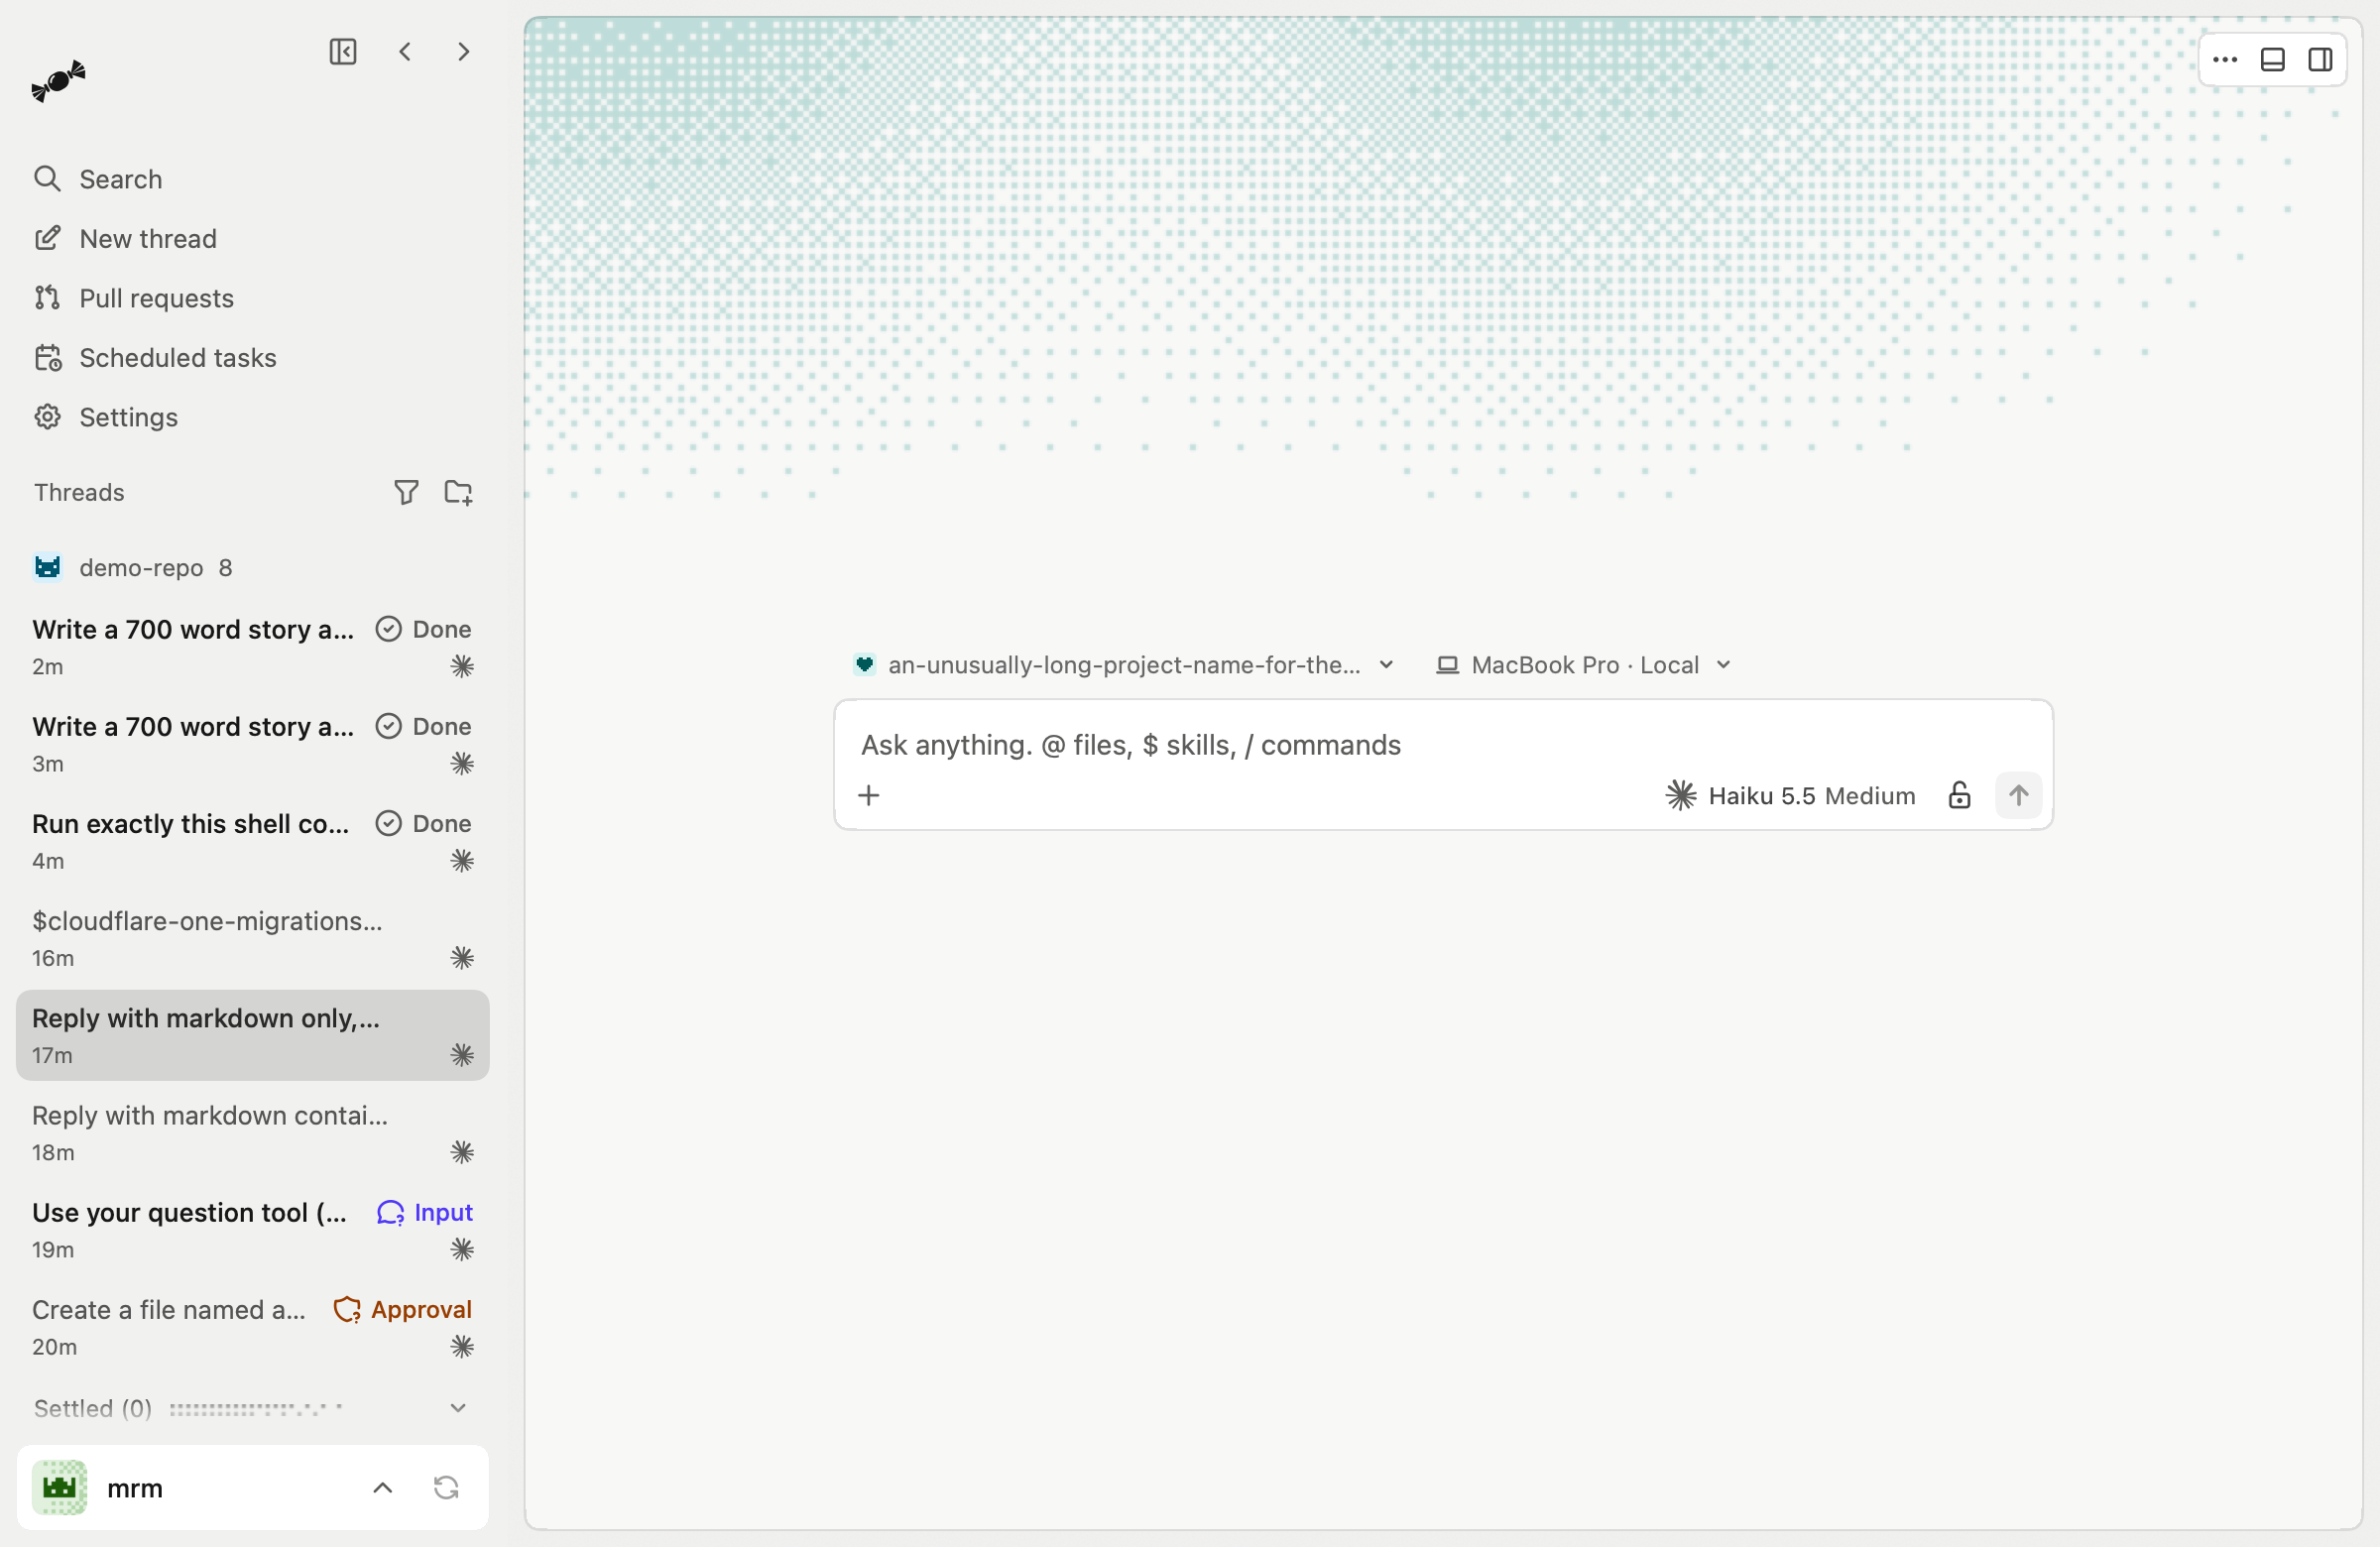 Search
New thread
Pull requests
Scheduled tasks
Settings
Threads
demo-repo 8
Write a 700 word story a... Done
2m
Write a 700 word story a... Done
3m
Run exactly this shell co... Done
4m
$cloudflare-one-migrations...
16m
Reply with markdown only,...
17m
Reply with markdown contai...
18m
Use your question tool (... Input
19m
Create a file named a... Approval
20m
Settled (0)
mrm
an-unusually-long-project-name-for-the... MacBook Pro · Local
Ask anything. @ files, $ skills, / commands
Haiku 5.5 Medium